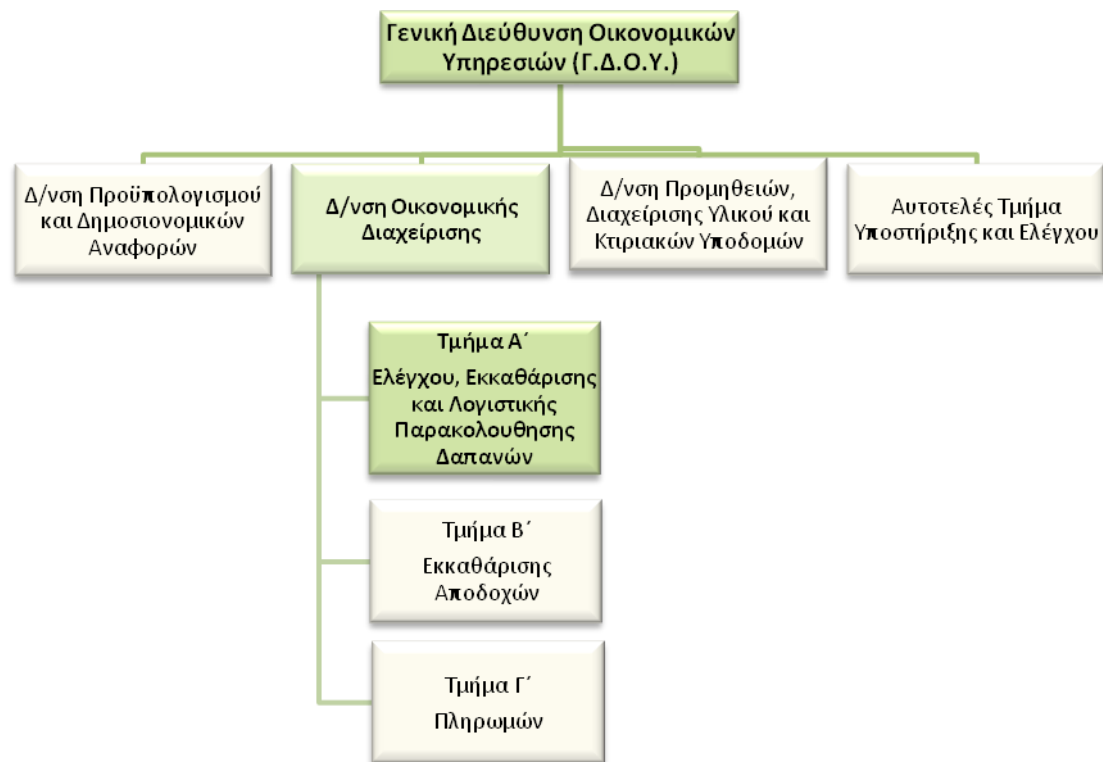 Γενική Διεύθυνση Οικονομικών
Υπηρεσιών (Γ.Δ.Ο.Υ.)
Δ/νση Προϋπολογισμού
και Δημοσιονομικών
Αναφορών
Δ/νση Οικονομικής
Διαχείρισης
Δ/νση Προμηθειών,
Διαχείρισης Υλικού και
Κτιριακών Υποδομών
Αυτοτελές Τμήμα
Υποστήριξης και Ελέγχου
Τμήμα Α΄
Ελέγχου, Εκκαθάρισης
και Λογιστικής
Παρακολουθησης
Δαπανών
Τμήμα Β΄
Εκκαθάρισης
Αποδοχών
Τμήμα Γ΄
Πληρωμών